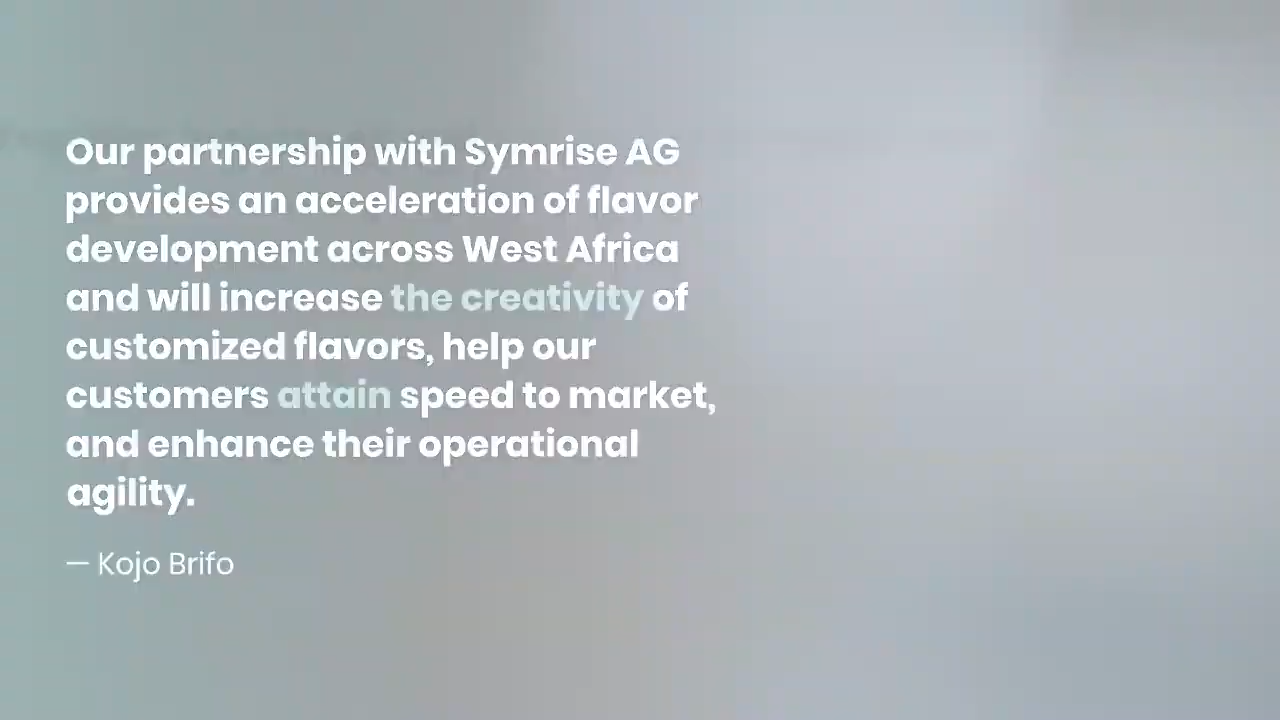 Our partnership with Symrise AG
provides an acceleration of flavor
development across West Africa
and will increase the creativity of
customized flavors, help our
customers attain speed to market,
and enhance their operational
agility.
— Kojo Brifo